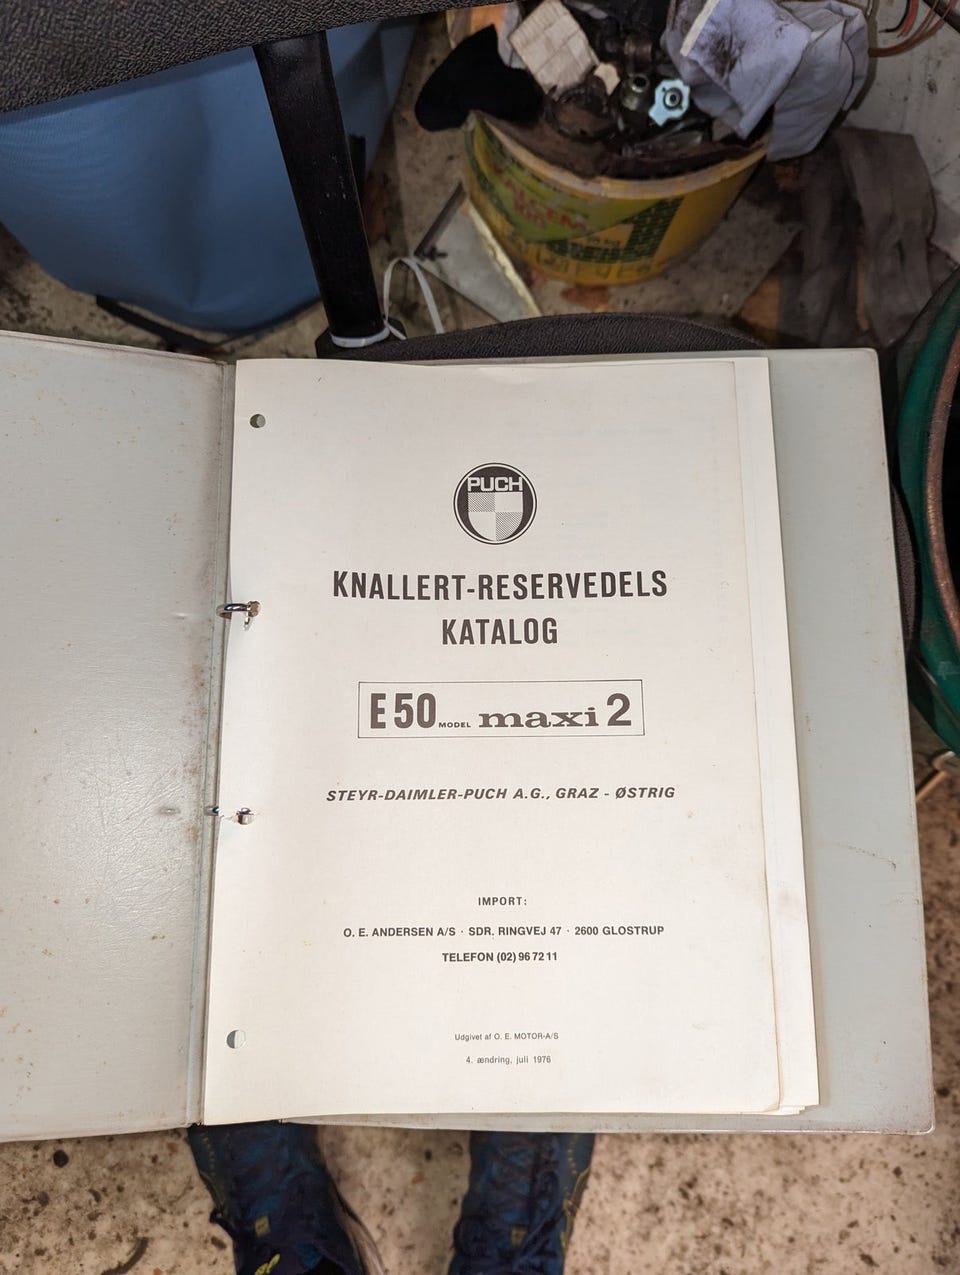 PUCH
KNALLERT-RESERVEDELS
KATALOG
E 50 MODEL maxi 2
STEYR-DAIMLER-PUCH A.G., GRAZ - ØSTRIG
IMPORT:
O. E. ANDERSEN A/S · SDR. RINGVEJ 47 · 2600 GLOSTRUP
TELEFON (02) 96 72 11
Udgivet af O. E. MOTOR-A/S
4. ændring, juli 1976